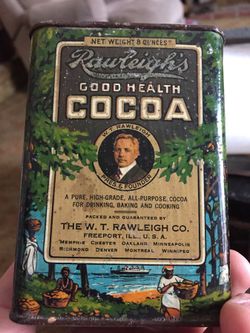 NET WEIGHT 8 OUNCES
Rawleigh's
GOOD HEALTH
COCOA
W. T. RAWLEIGH
PRES. & FOUNDER
A PURE, HIGH-GRADE, ALL-PURPOSE, COCOA
FOR DRINKING, BAKING AND COOKING
PACKED AND GUARANTEED BY
THE W. T. RAWLEIGH CO.
FREEPORT, ILL., U. S. A.
MEMPHIS CHESTER OAKLAND MINNEAPOLIS
RICHMOND DENVER MONTREAL WINNIPEG